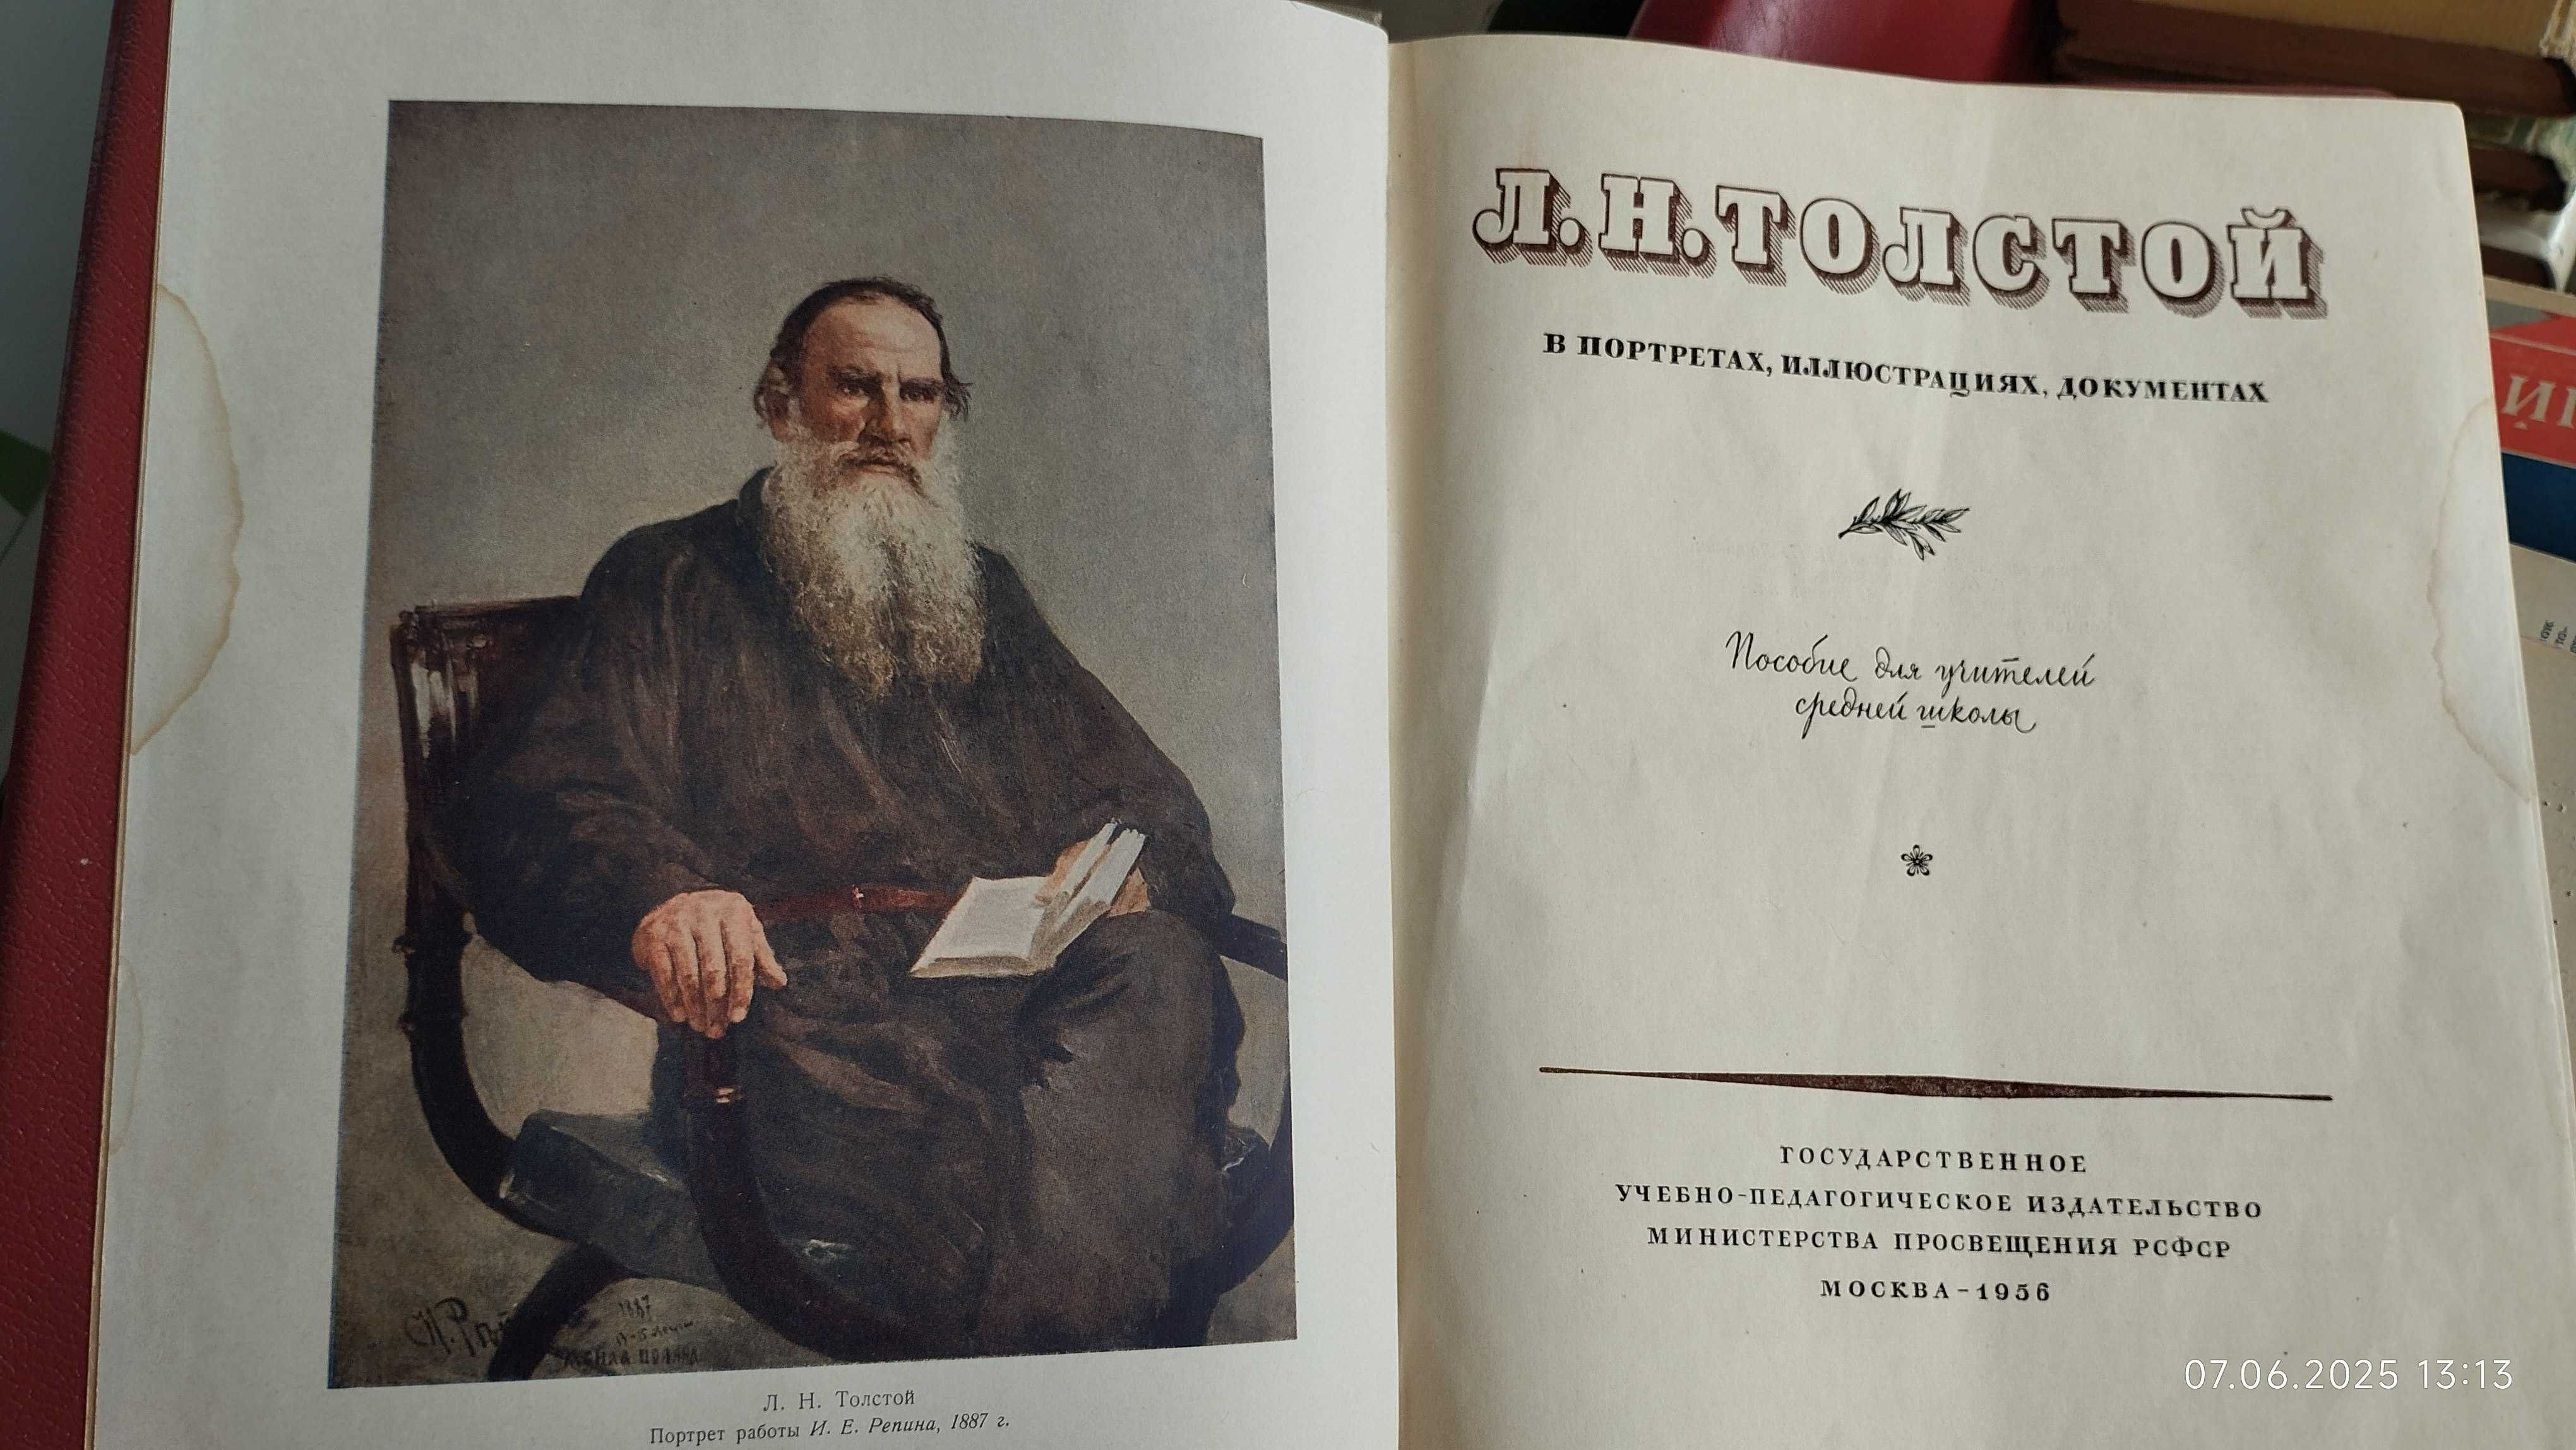 1887
Л. Н. Толстой
Портрет работы И. Е. Репина, 1887 г.
Л.Н.ТОЛСТОЙ
В ПОРТРЕТАХ, ИЛЛЮСТРАЦИЯХ, ДОКУМЕНТАХ
Пособие для учителей
средней школы
ГОСУДАРСТВЕННОЕ
УЧЕБНО-ПЕДАГОГИЧЕСКОЕ ИЗДАТЕЛЬСТВО
МИНИСТЕРСТВА ПРОСВЕЩЕНИЯ РСФСР
МОСКВА-1956
07.06.2025 13:13